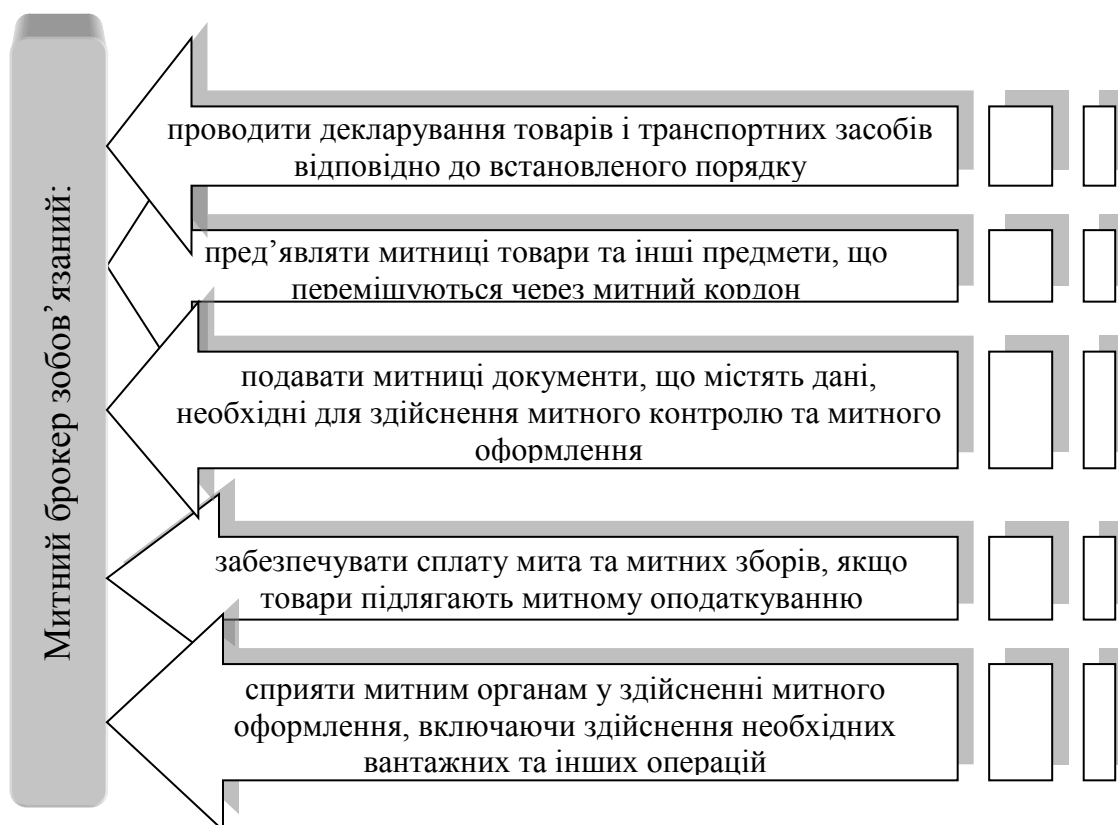 Митний брокер зобов’язаний:
проводити декларування товарів і транспортних засобів
відповідно до встановленого порядку
пред’являти митниці товари та інші предмети, що
переміщуються через митний кордон
подавати митниці документи, що містять дані,
необхідні для здійснення митного контролю та митного
оформлення
забезпечувати сплату мита та митних зборів, якщо
товари підлягають митному оподаткуванню
сприяти митним органам у здійсненні митного
оформлення, включаючи здійснення необхідних
вантажних та інших операцій